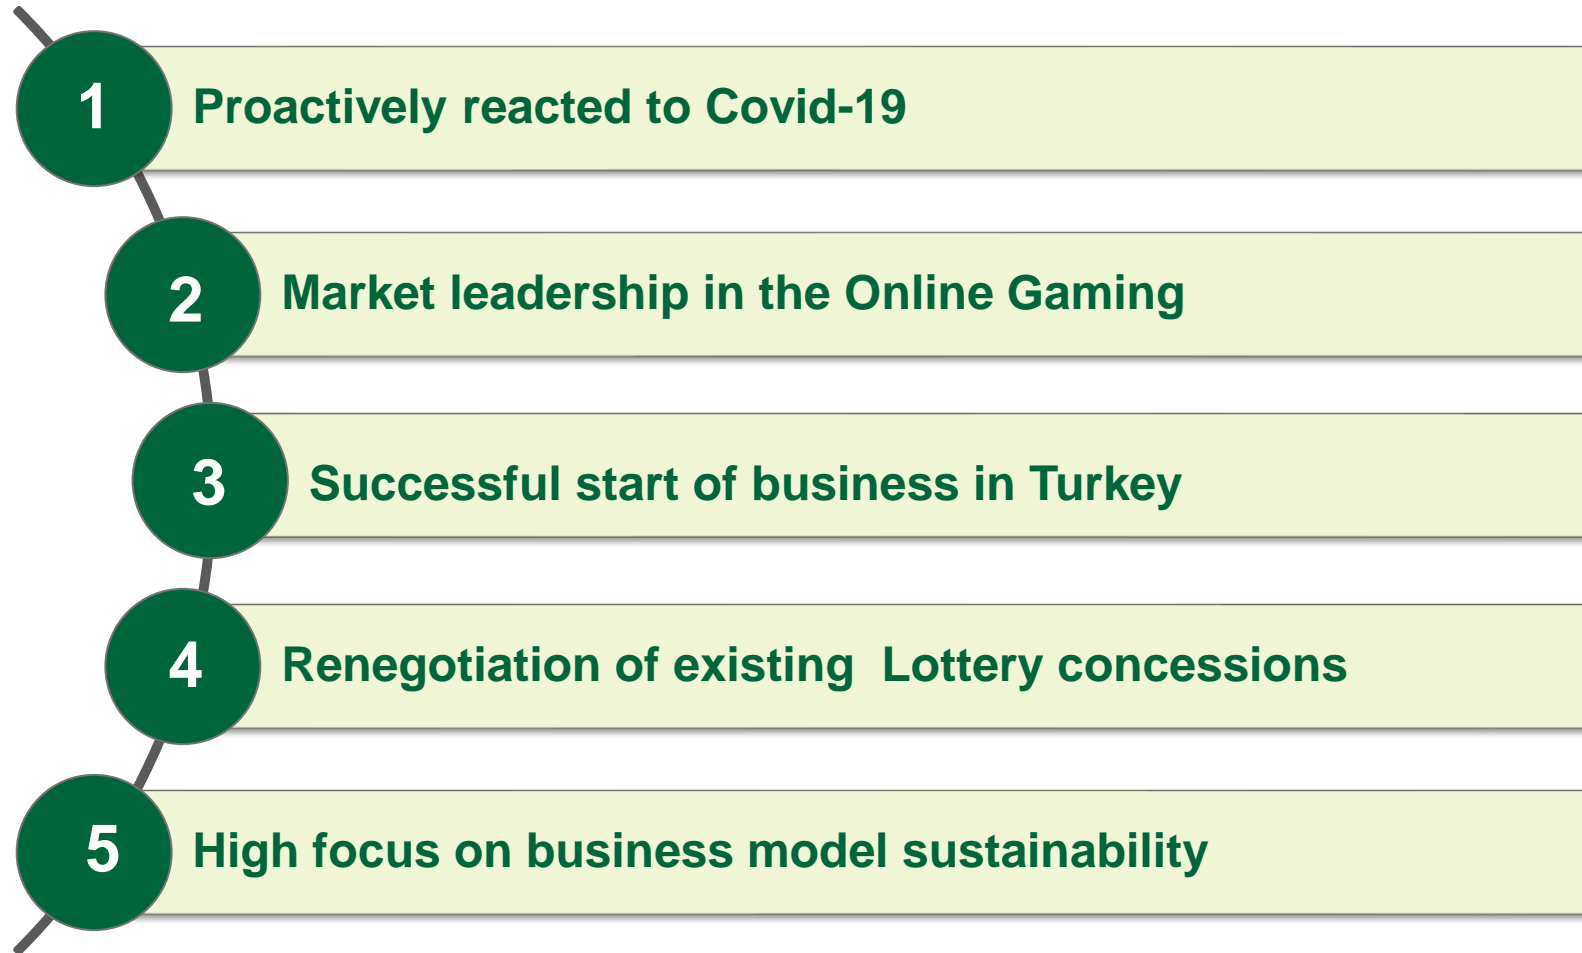 1
Proactively reacted to Covid-19
2
Market leadership in the Online Gaming
3
Successful start of business in Turkey
4
Renegotiation of existing  Lottery concessions
5
High focus on business model sustainability